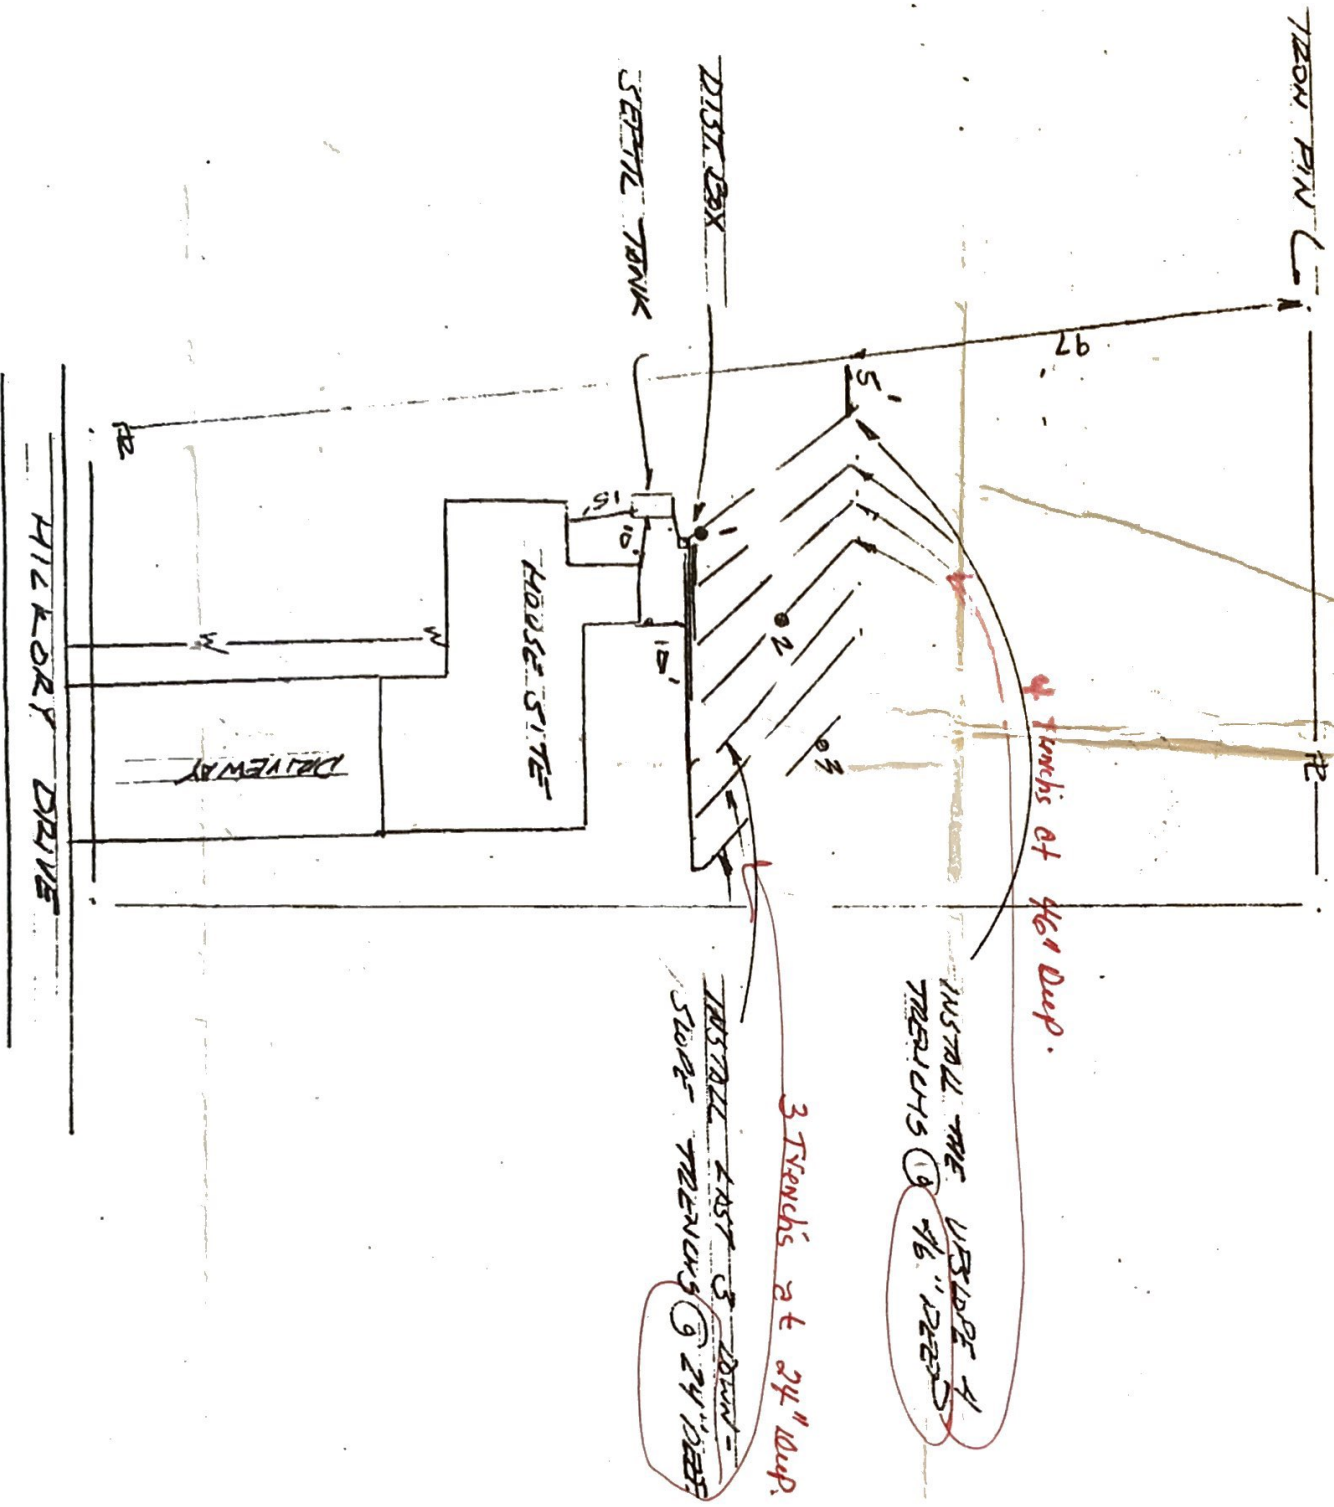 IRON PIN
97
5'
DIST. BOX
SEPTIC TANK
1
2
3
15'
10'
10'
HOUSE SITE
W
W
DRIVEWAY
HICKORY DRIVE
4 Trenchs at 46" Deep.
INSTALL THE UPSLOPE 4
TRENCHS @ 46" DEEP
3 Trenchs at 24" Deep.
INSTALL LAST 3 DOWN-
SLOPE TRENCHS @ 24" DEEP